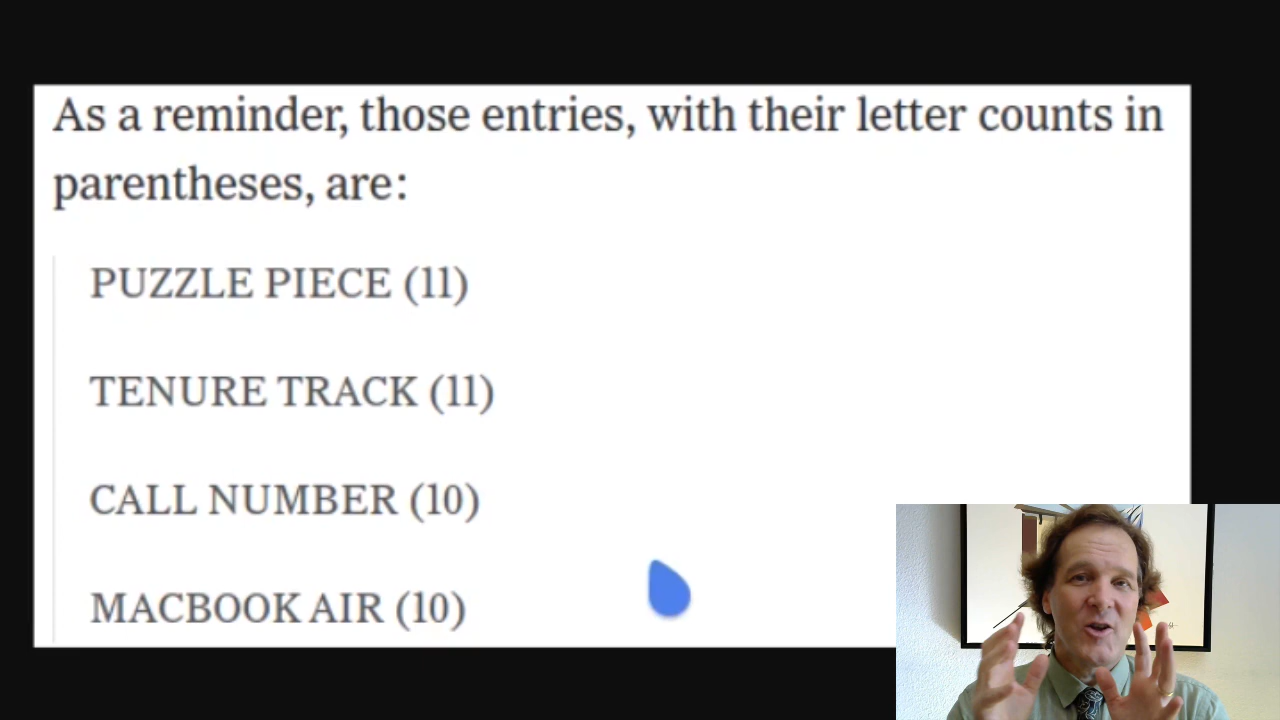 As a reminder, those entries, with their letter counts in
parentheses, are:
PUZZLE PIECE (11)
TENURE TRACK (11)
CALL NUMBER (10)
MACBOOK AIR (10)